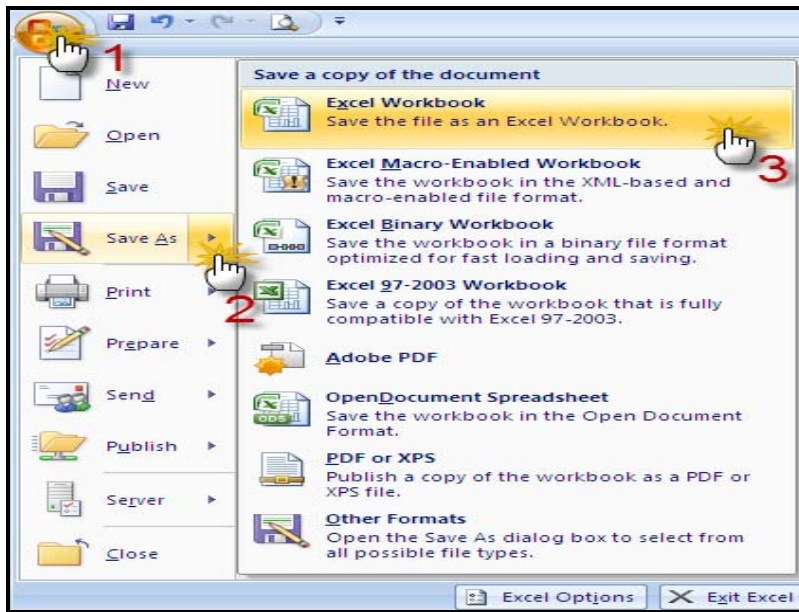 1
New
Open
Save
Save As
2
Print
Prepare
Send
Publish
Server
Close
Save a copy of the document
Excel Workbook
Save the file as an Excel Workbook.
3
Excel Macro-Enabled Workbook
Save the workbook in the XML-based and
macro-enabled file format.
Excel Binary Workbook
Save the workbook in a binary file format
optimized for fast loading and saving.
Excel 97-2003 Workbook
Save a copy of the workbook that is fully
compatible with Excel 97-2003.
Adobe PDF
OpenDocument Spreadsheet
ODS
Save the workbook in the Open Document
Format.
PDF or XPS
Publish a copy of the workbook as a PDF or
XPS file.
Other Formats
Open the Save As dialog box to select from
all possible file types.
Excel Options
Exit Excel